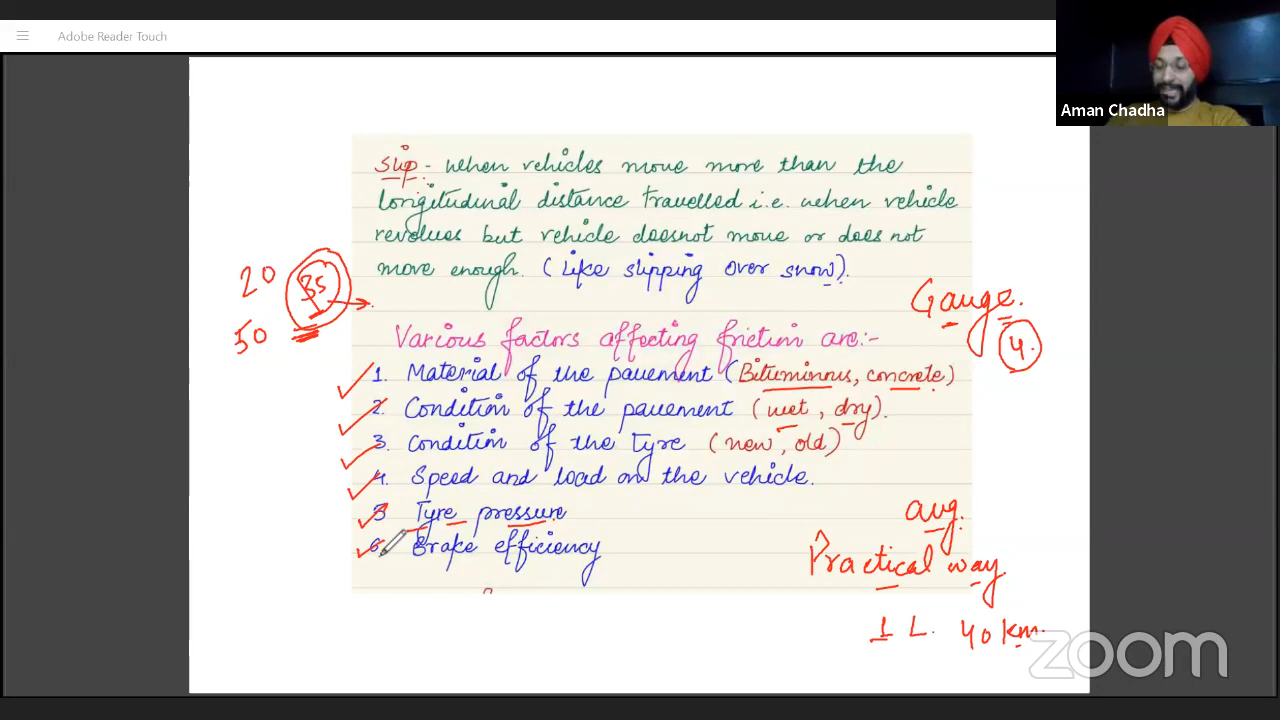 Adobe Reader Touch
Aman Chadha
Slip:- when vehicles move more than the
longitudinal distance travelled i.e. when vehicle
revolves but vehicle doesnot move or does not
move enough. (Like slipping over snow).
20 35
50
Gauge.
4.
Various factors affecting friction are:-
1. Material of the pavement (Bituminous, concrete)
2. Condition of the pavement (wet, dry).
3. Condition of the tyre (new, old)
4. Speed and load on the vehicle.
5 Tyre pressure
6 Brake efficiency
avg.
Practical way.
1 L. 40 km.
zoom